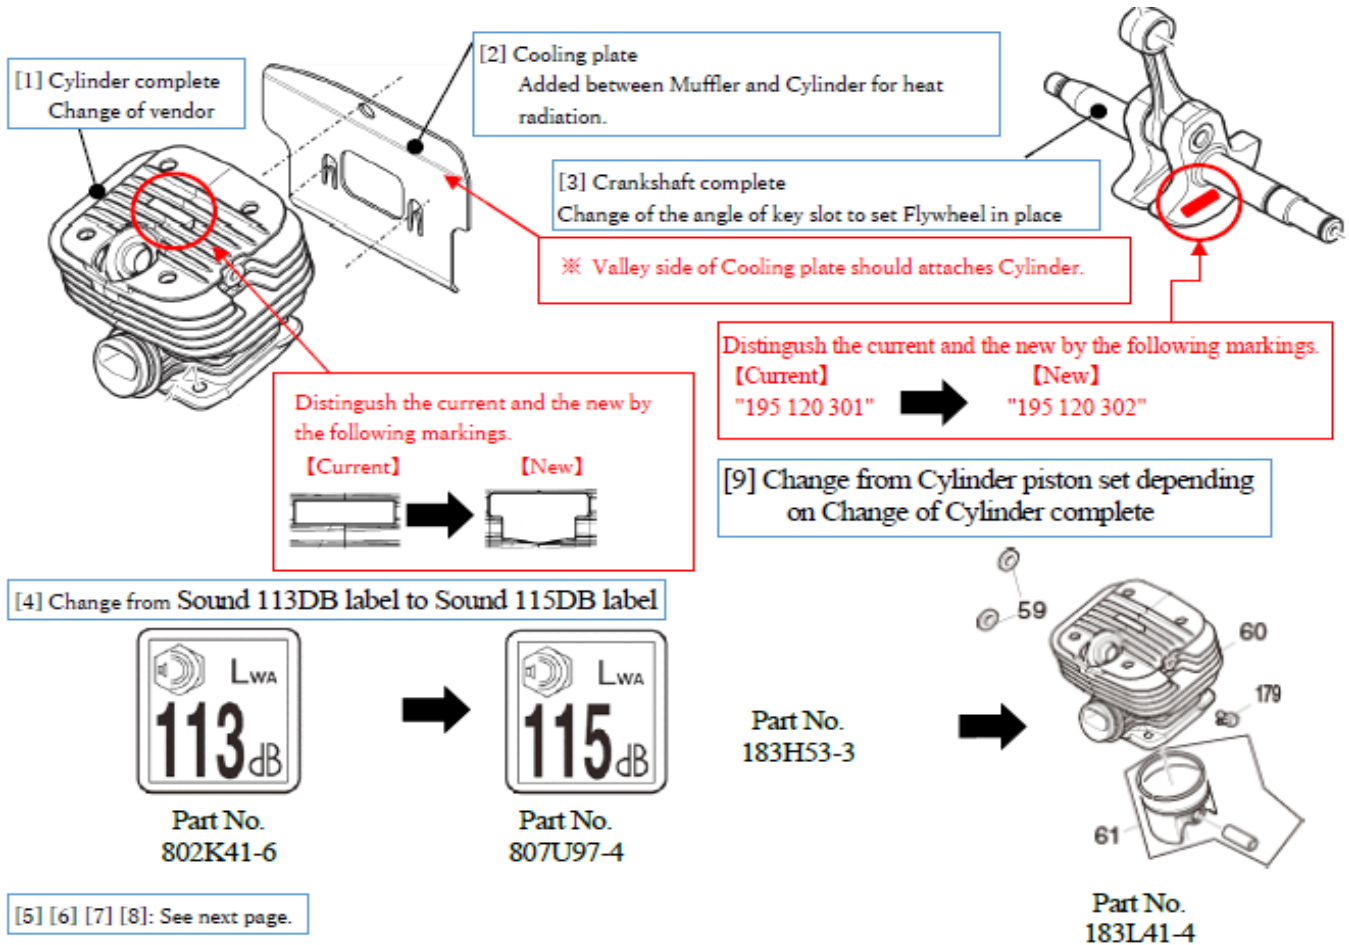 [1] Cylinder complete
Change of vendor
[2] Cooling plate
Added between Muffler and Cylinder for heat
radiation.
[3] Crankshaft complete
Change of the angle of key slot to set Flywheel in place
※ Valley side of Cooling plate should attaches Cylinder.
Distingush the current and the new by the following markings.
【Current】 【New】
"195 120 301" "195 120 302"
Distingush the current and the new by
the following markings.
【Current】 【New】
[9] Change from Cylinder piston set depending
on Change of Cylinder complete
[4] Change from Sound 113DB label to Sound 115DB label
LWA
113dB
LWA
115dB
Part No.
802K41-6
Part No.
807U97-4
Part No.
183H53-3
59
60
179
61
Part No.
183L41-4
[5] [6] [7] [8]: See next page.